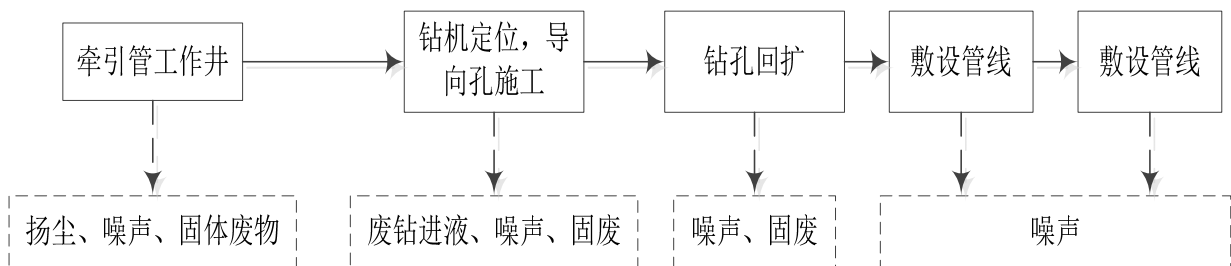 牵引管工作井
钻机定位，导
向孔施工
钻孔回扩
敷设管线
敷设管线
扬尘、噪声、固体废物
废钻进液、噪声、固废
噪声、固废
噪声